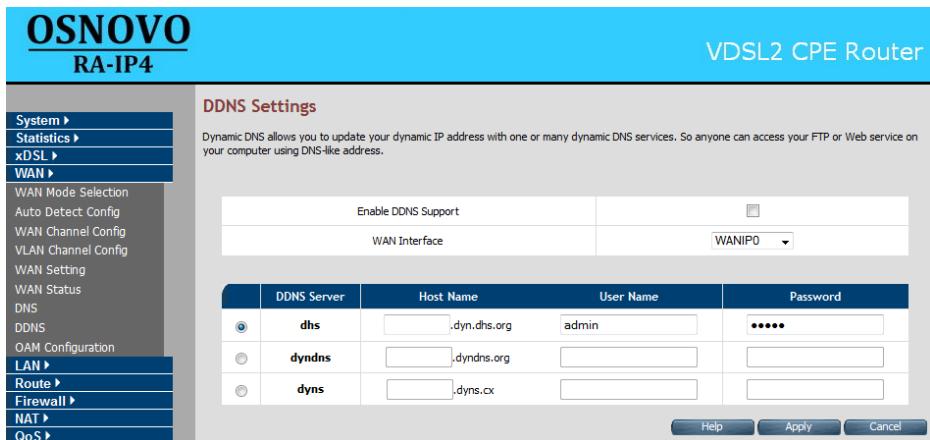 OSNOVO
RA-IP4
VDSL2 CPE Router
System
Statistics
xDSL
WAN
WAN Mode Selection
Auto Detect Config
WAN Channel Config
VLAN Channel Config
WAN Setting
WAN Status
DNS
DDNS
OAM Configuration
LAN
Route
Firewall
NAT
QoS
DDNS Settings
Dynamic DNS allows you to update your dynamic IP address with one or many dynamic DNS services. So anyone can access your FTP or Web service on
your computer using DNS-like address.
Enable DDNS Support
WAN Interface WANIP0
DDNS Server Host Name User Name Password
dhs .dyn.dhs.org admin •••••
dyndns .dyndns.org
dyns .dyns.cx
Help Apply Cancel